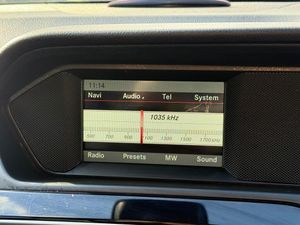 11:14
Navi Audio Tel System
1035 kHz
500 700 900 1100 1300 1500 1700 kHz
Radio Presets MW Sound